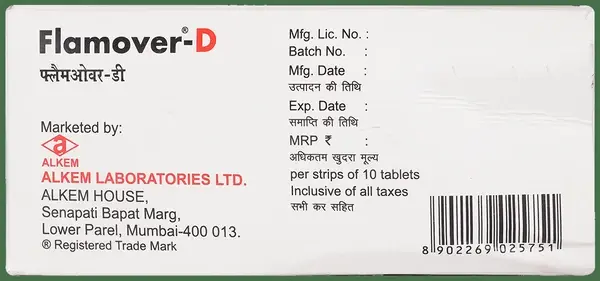 Flamover®-D
फ्लैमओवर-डी
Marketed by:
a
ALKEM
ALKEM LABORATORIES LTD.
ALKEM HOUSE,
Senapati Bapat Marg,
Lower Parel, Mumbai-400 013.
® Registered Trade Mark
Mfg. Lic. No. :
Batch No. :
Mfg. Date :
उत्पादन की तिथि
Exp. Date :
समाप्ति की तिथि
MRP ₹ :
अधिकतम खुदरा मूल्य
per strips of 10 tablets
Inclusive of all taxes
सभी कर सहित
8 902269 025751